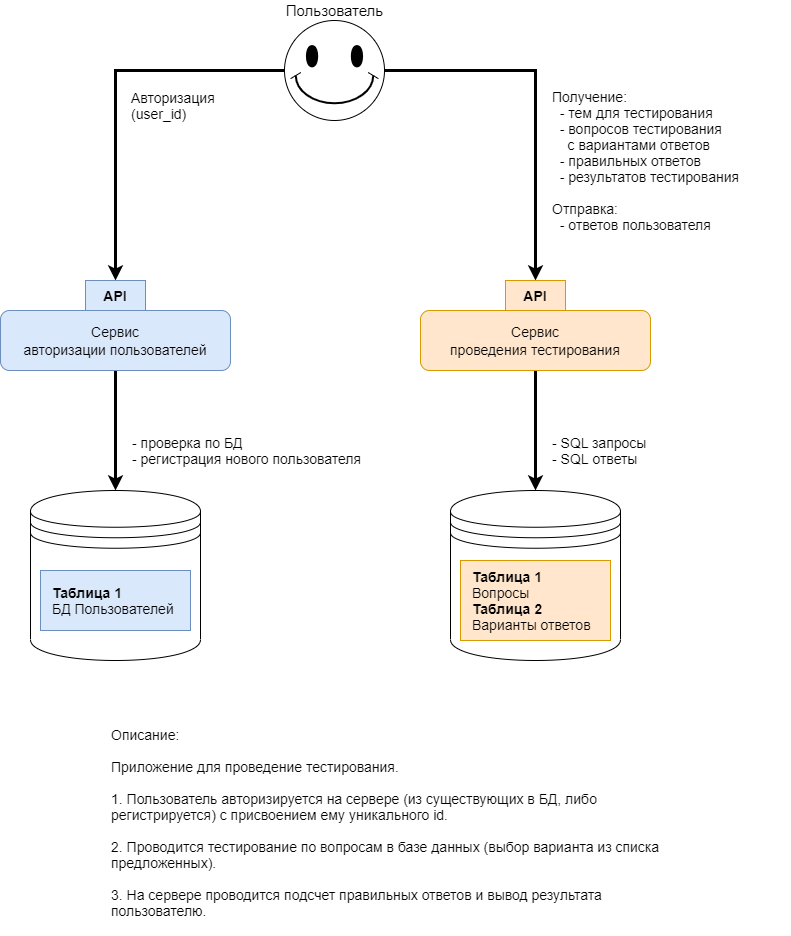 Пользователь
Авторизация
(user_id)
Получение:
- тем для тестирования
- вопросов тестирования
с вариантами ответов
- правильных ответов
- результатов тестирования
Отправка:
- ответов пользователя
API
Сервис
авторизации пользователей
API
Сервис
проведения тестирования
- проверка по БД
- регистрация нового пользователя
- SQL запросы
- SQL ответы
Таблица 1
БД Пользователей
Таблица 1
Вопросы
Таблица 2
Варианты ответов
Описание:
Приложение для проведение тестирования.
1. Пользователь авторизируется на сервере (из существующих в БД, либо
регистрируется) с присвоением ему уникального id.
2. Проводится тестирование по вопросам в базе данных (выбор варианта из списка
предложенных).
3. На сервере проводится подсчет правильных ответов и вывод результата
пользователю.